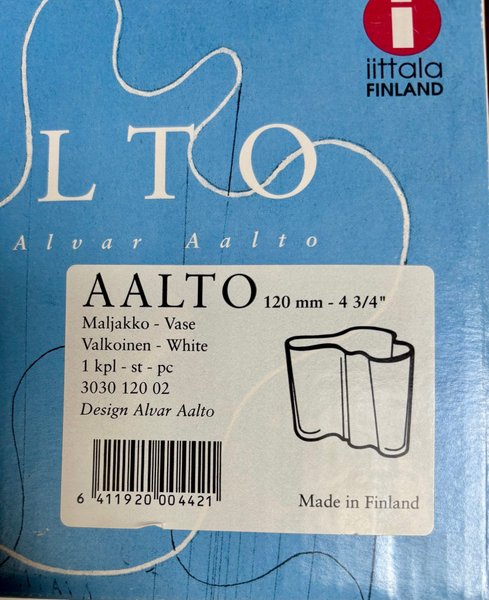 iittala
FINLAND
ALTO
Alvar Aalto
AALTO 120 mm - 4 3/4"
Maljakko - Vase
Valkoinen - White
1 kpl - st - pc
3030 120 02
Design Alvar Aalto
6 411920 004421
Made in Finland